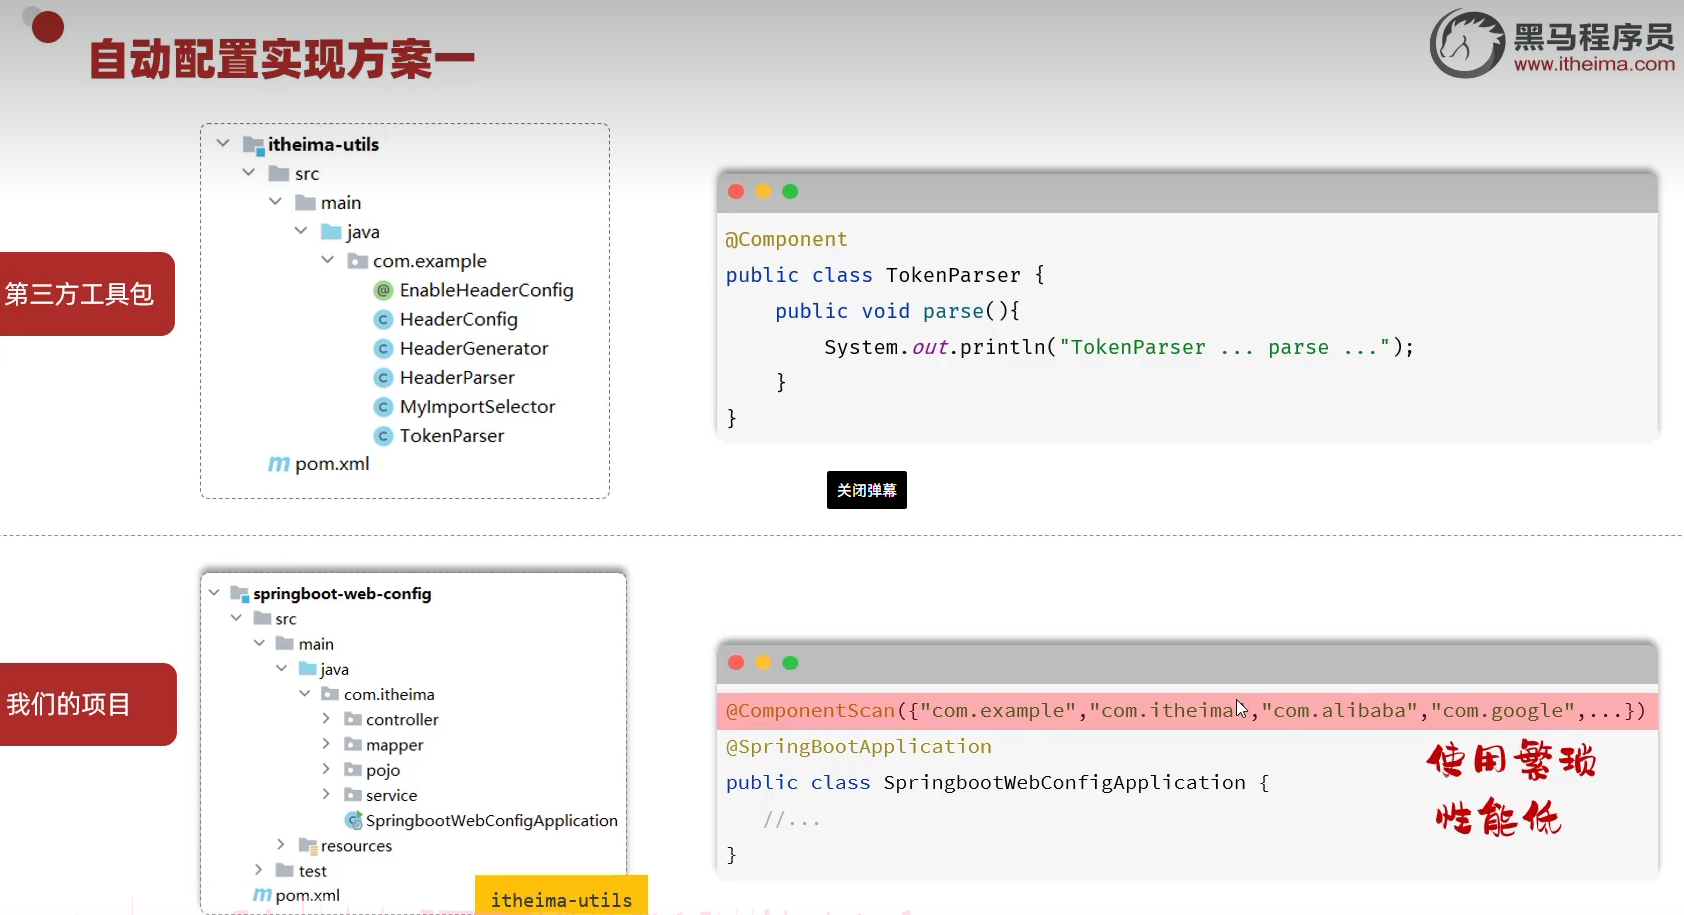 自动配置实现方案一
黑马程序员
www.itheima.com
第三方工具包
itheima-utils
src
main
java
com.example
EnableHeaderConfig
HeaderConfig
HeaderGenerator
HeaderParser
MyImportSelector
TokenParser
pom.xml
@Component
public class TokenParser {
public void parse(){
System.out.println("TokenParser ... parse ...");
}
}
关闭弹幕
我们的项目
springboot-web-config
src
main
java
com.itheima
controller
mapper
pojo
service
SpringbootWebConfigApplication
resources
test
pom.xml
itheima-utils
@ComponentScan({"com.example","com.itheima","com.alibaba","com.google",...})
@SpringBootApplication
public class SpringbootWebConfigApplication {
//...
}
使用繁琐
性能低